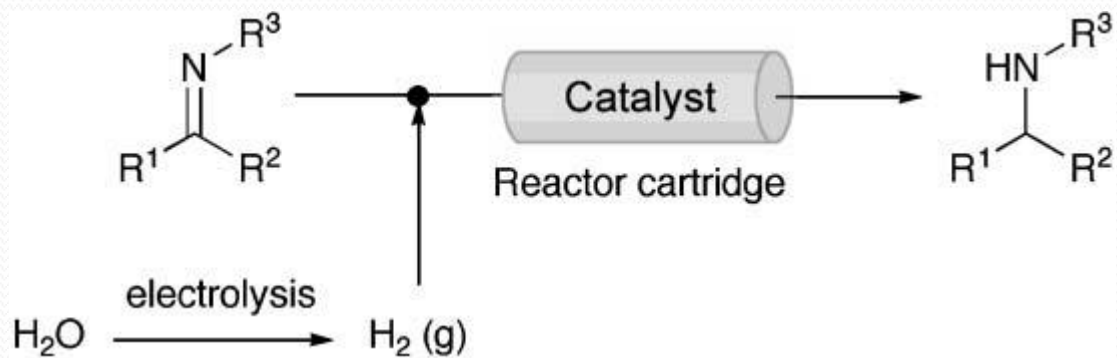 N
R³
R¹
R²
Catalyst
Reactor cartridge
HN
R³
R¹
R²
electrolysis
H₂O
H₂ (g)